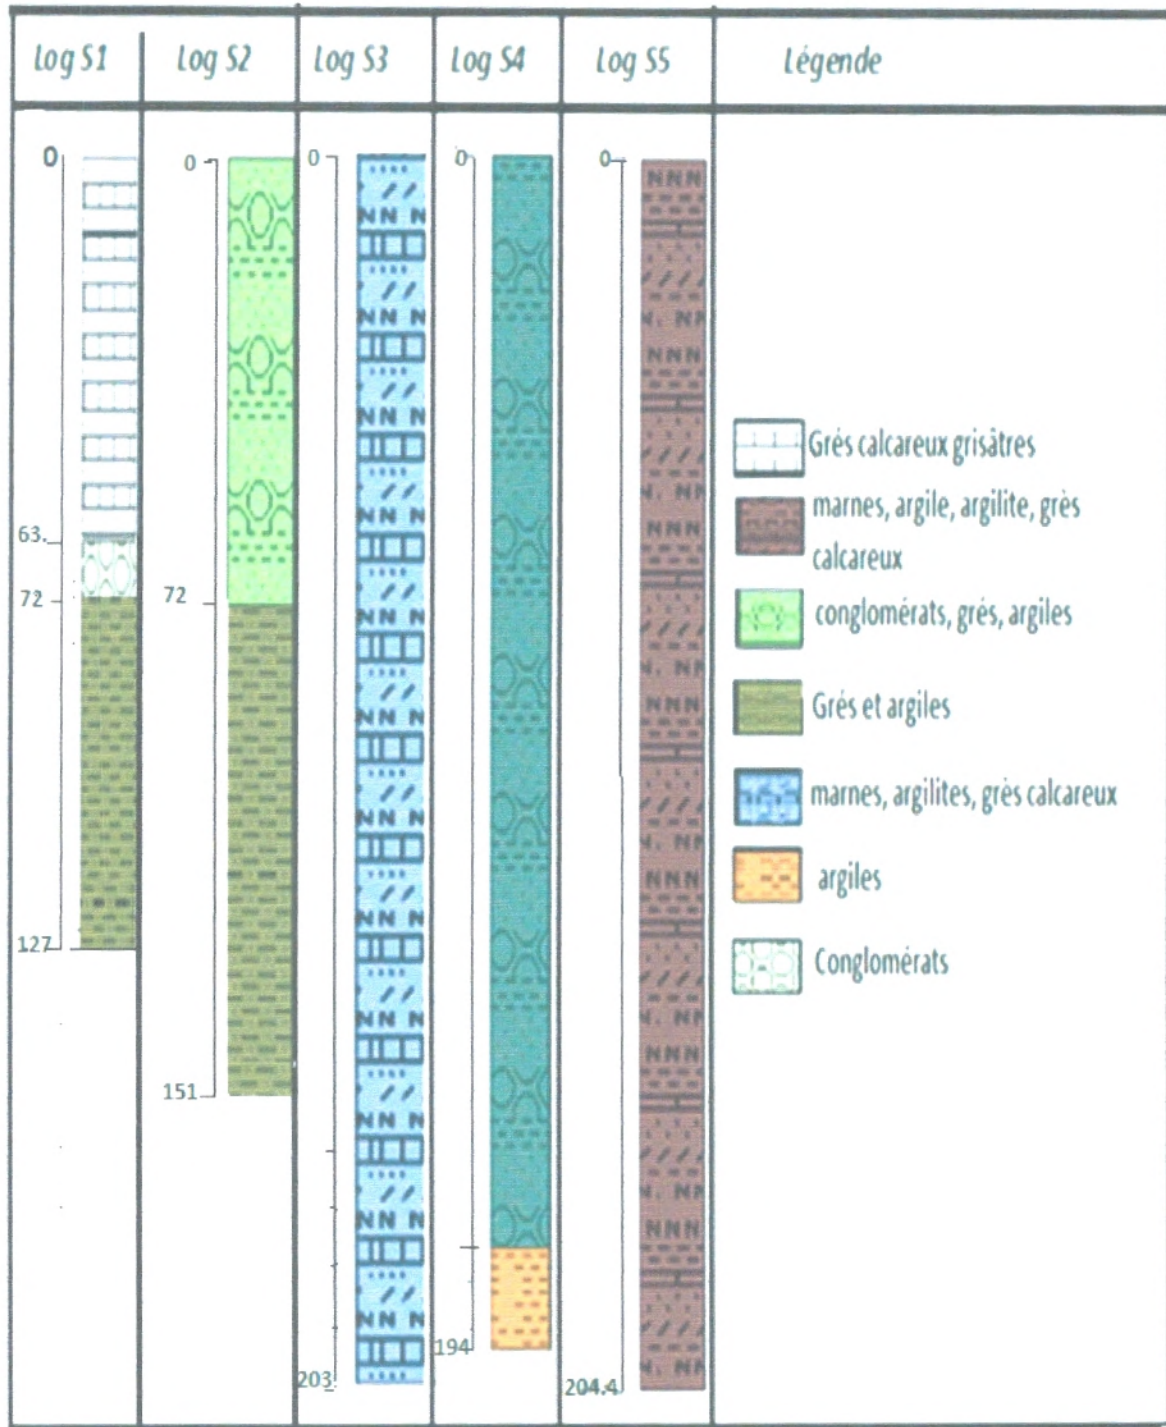 Log S1
Log S2
Log S3
Log S4
Log S5
Légende
0
63.
72
127
0
72
151
0
203
0
194
0
204.4
Grés calcareux grisâtres
marnes, argile, argilite, grès
calcareux
conglomérats, grés, argiles
Grés et argiles
marnes, argilites, grès calcareux
argiles
Conglomérats